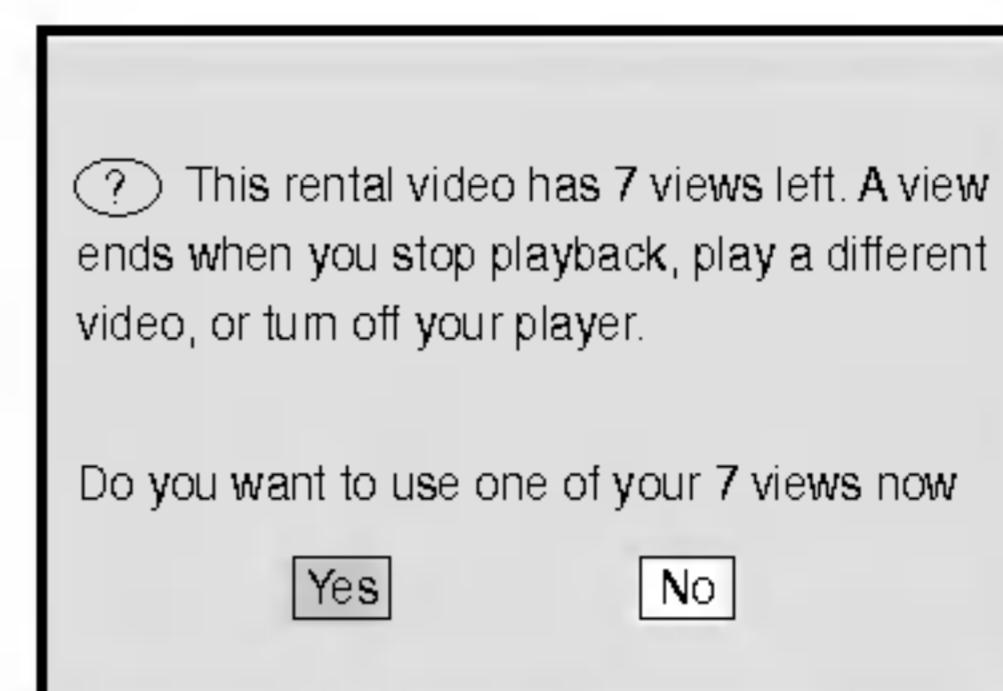 ? This rental video has 7 views left. A view
ends when you stop playback, play a different
video, or turn off your player.
Do you want to use one of your 7 views now
Yes No